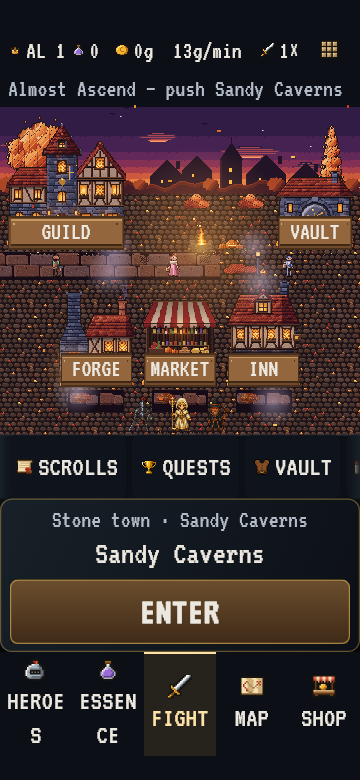 AL 1 0 0g 13g/min 1X
Almost Ascend – push Sandy Caverns
GUILD
VAULT
FORGE
MARKET
INN
SCROLLS QUESTS VAULT
Stone town · Sandy Caverns
Sandy Caverns
ENTER
HEROE
S
ESSEN
CE
FIGHT
MAP
SHOP